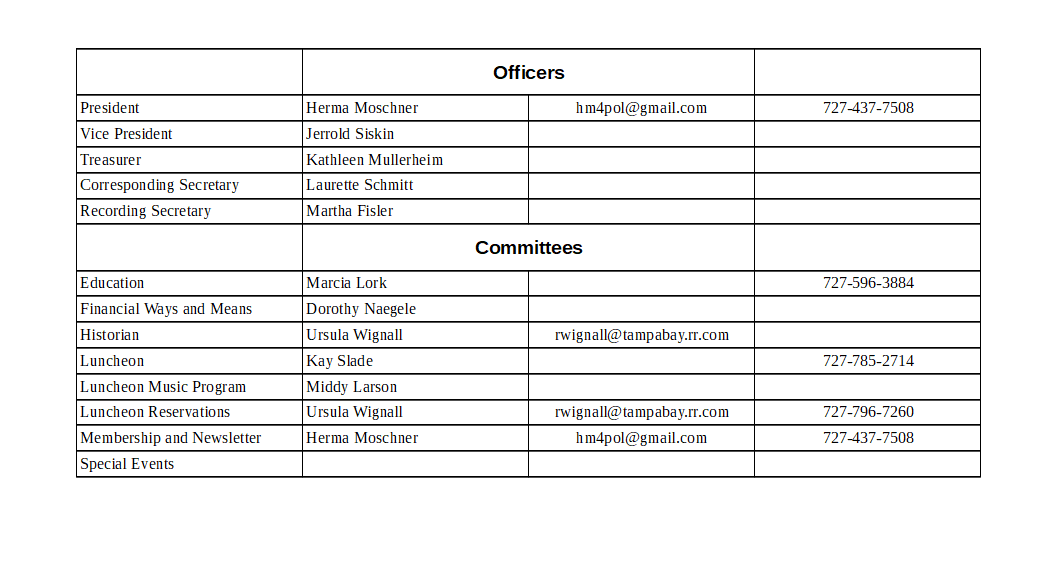 Officers
President Herma Moschner hm4pol@gmail.com 727-437-7508
Vice President Jerrold Siskin
Treasurer Kathleen Mullerheim
Corresponding Secretary Laurette Schmitt
Recording Secretary Martha Fisler
Committees
Education Marcia Lork 727-596-3884
Financial Ways and Means Dorothy Naegele
Historian Ursula Wignall rwignall@tampabay.rr.com
Luncheon Kay Slade 727-785-2714
Luncheon Music Program Middy Larson
Luncheon Reservations Ursula Wignall rwignall@tampabay.rr.com 727-796-7260
Membership and Newsletter Herma Moschner hm4pol@gmail.com 727-437-7508
Special Events